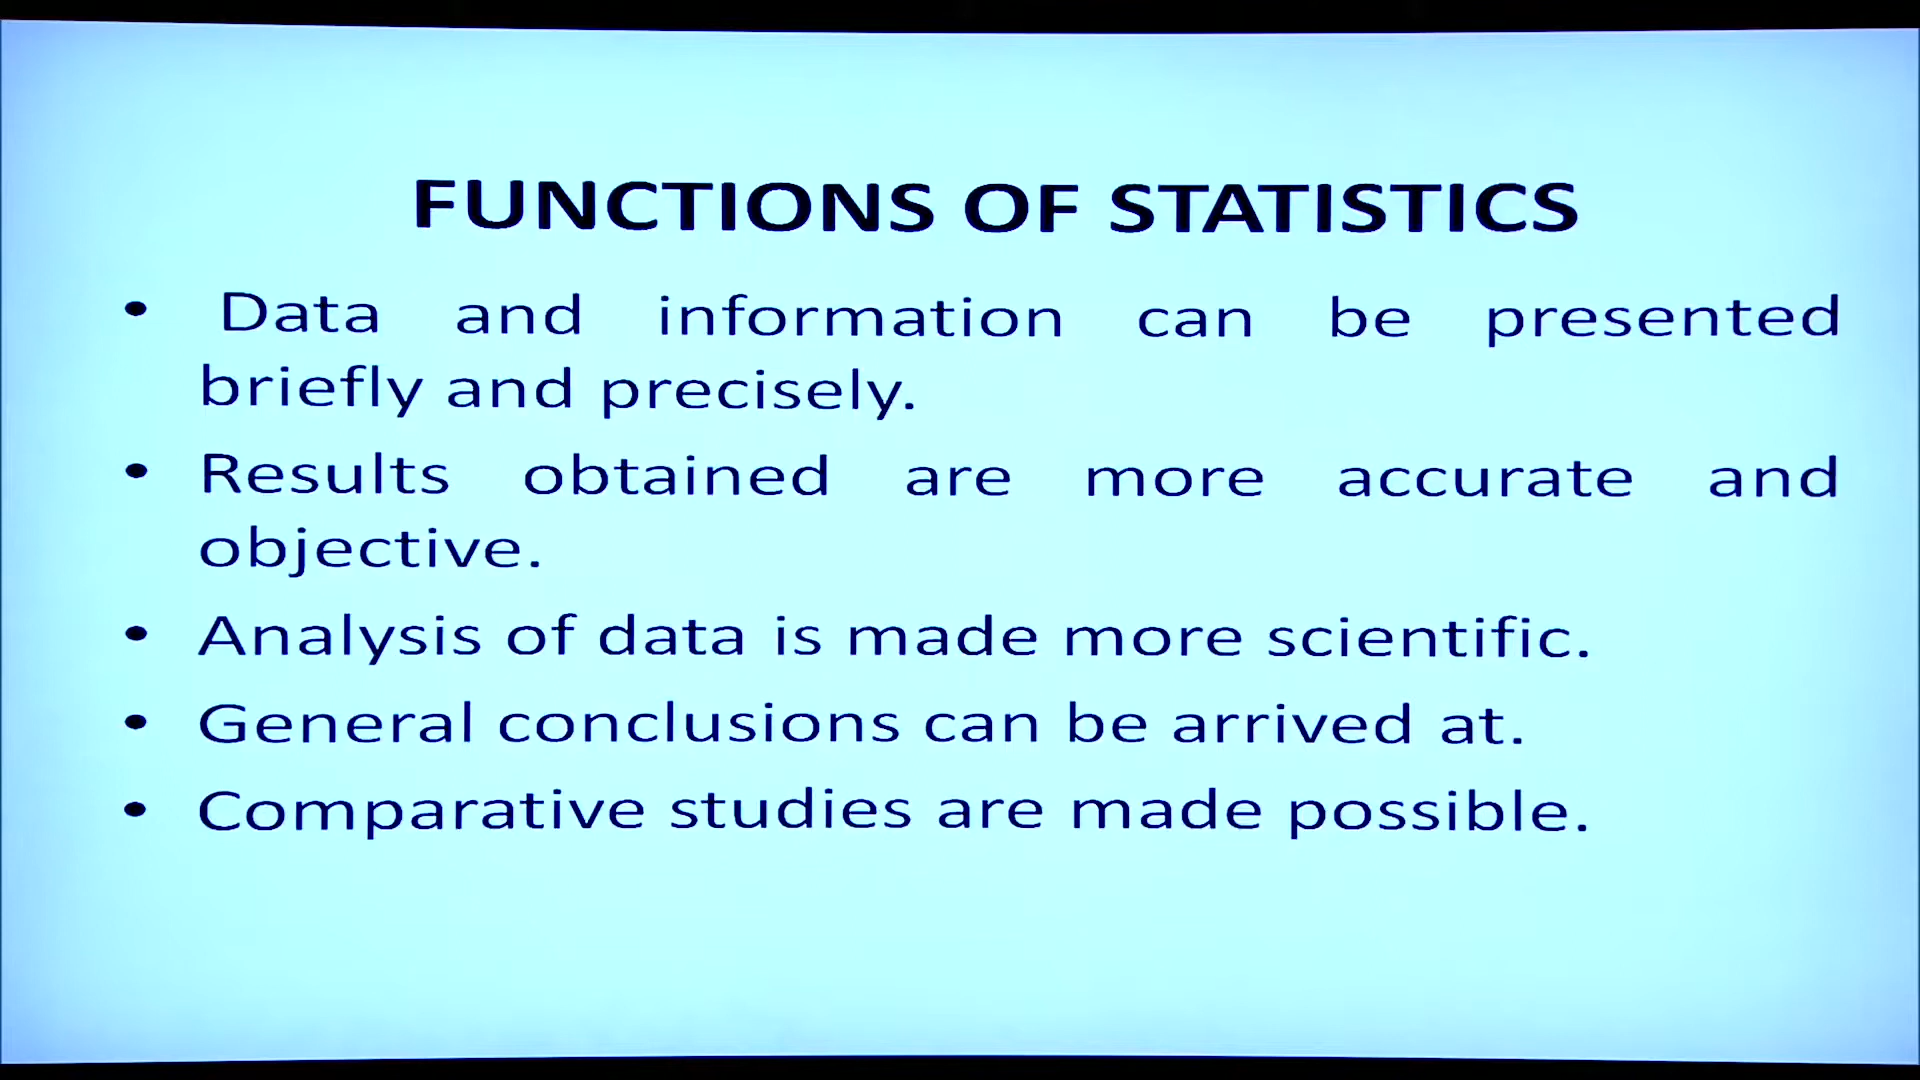 FUNCTIONS OF STATISTICS
• Data and information can be presented
briefly and precisely.
• Results obtained are more accurate and
objective.
• Analysis of data is made more scientific.
• General conclusions can be arrived at.
• Comparative studies are made possible.